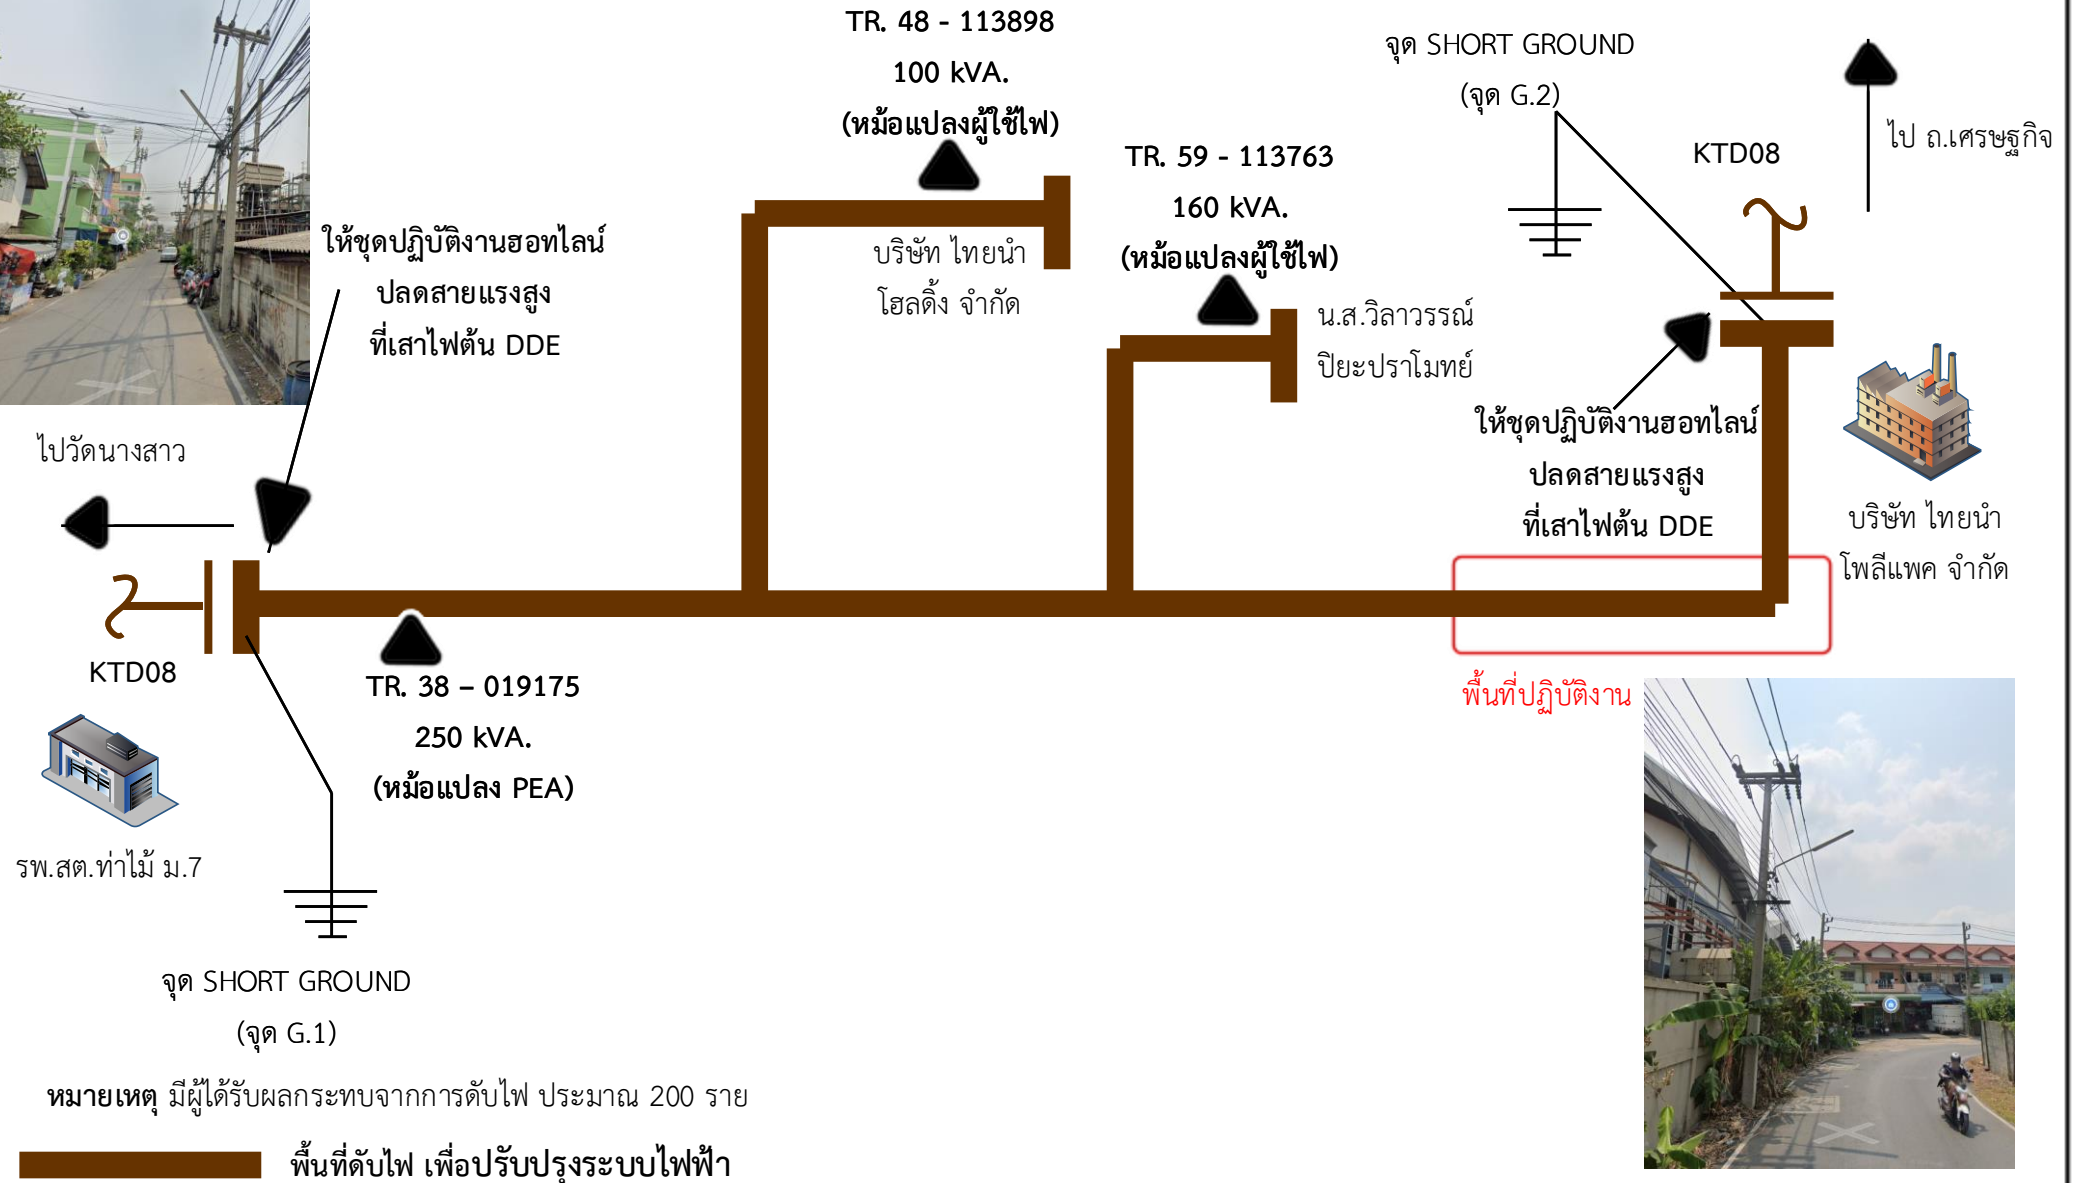 TR. 48 - 113898
100 kVA.
(หม้อแปลงผู้ใช้ไฟ)
บริษัท ไทยนำ
โฮลดิ้ง จำกัด
TR. 59 - 113763
160 kVA.
(หม้อแปลงผู้ใช้ไฟ)
น.ส.วิลาวรรณ์
ปิยะปราโมทย์
จุด SHORT GROUND
(จุด G.2)
KTD08
ไป ถ.เศรษฐกิจ
ให้ชุดปฏิบัติงานฮอทไลน์
ปลดสายแรงสูง
ที่เสาไฟต้น DDE
ให้ชุดปฏิบัติงานฮอทไลน์
ปลดสายแรงสูง
ที่เสาไฟต้น DDE
บริษัท ไทยนำ
โพลีแพค จำกัด
ไปวัดนางสาว
KTD08
รพ.สต.ท่าไม้ ม.7
TR. 38 – 019175
250 kVA.
(หม้อแปลง PEA)
พื้นที่ปฏิบัติงาน
จุด SHORT GROUND
(จุด G.1)
หมายเหตุ มีผู้ได้รับผลกระทบจากการดับไฟ ประมาณ 200 ราย
พื้นที่ดับไฟ เพื่อปรับปรุงระบบไฟฟ้า